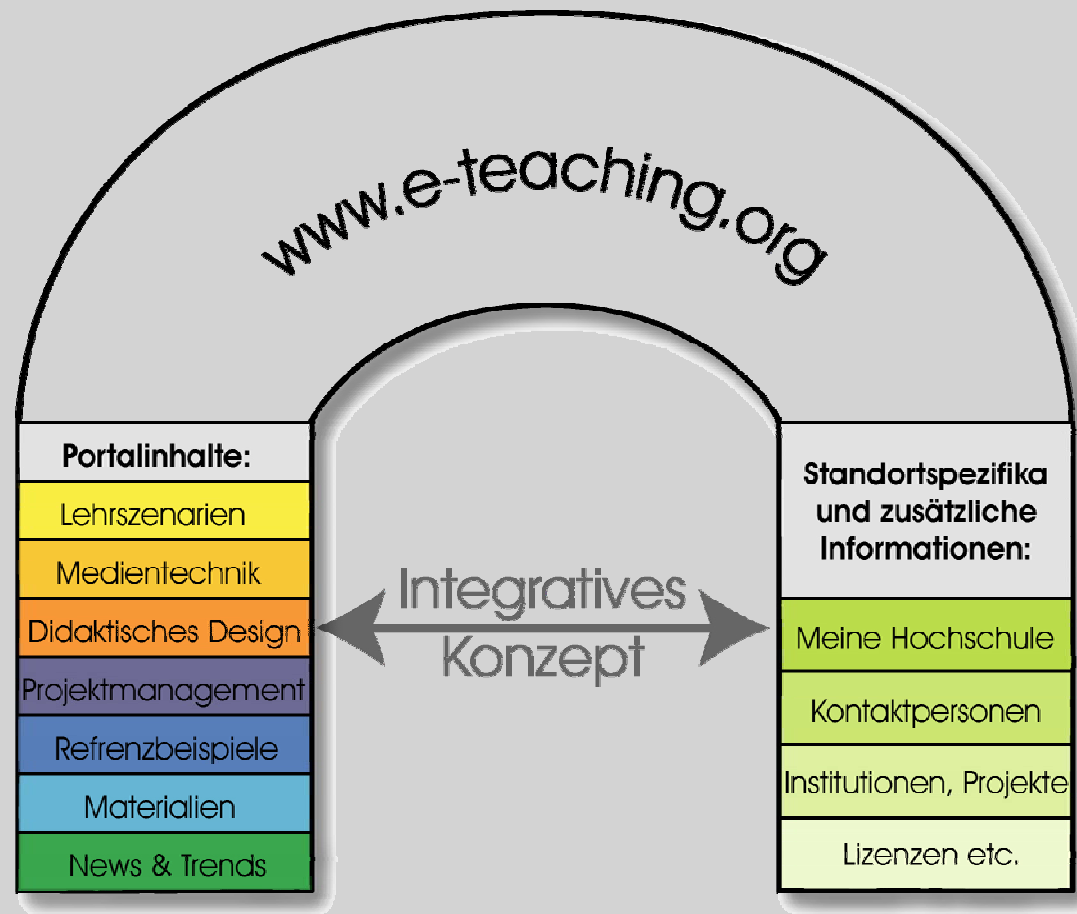 www.e-teaching.org
Portalinhalte:
Lehrszenarien
Medientechnik
Didaktisches Design
Projektmanagement
Refrenzbeispiele
Materialien
News & Trends
Integratives
Konzept
Standortspezifika
und zusätzliche
Informationen:
Meine Hochschule
Kontaktpersonen
Institutionen, Projekte
Lizenzen etc.